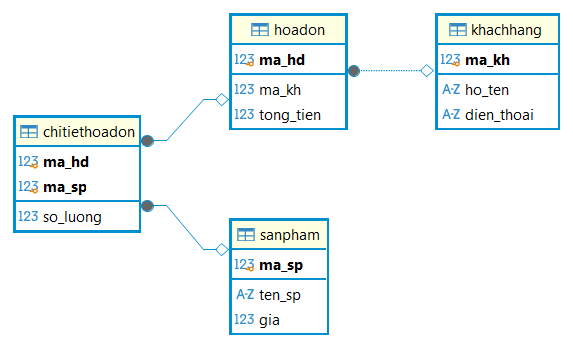 hoadon
123 ma_hd
123 ma_kh
123 tong_tien
khachhang
123 ma_kh
A-Z ho_ten
A-Z dien_thoai
chitiethoadon
123 ma_hd
123 ma_sp
123 so_luong
sanpham
123 ma_sp
A-Z ten_sp
123 gia